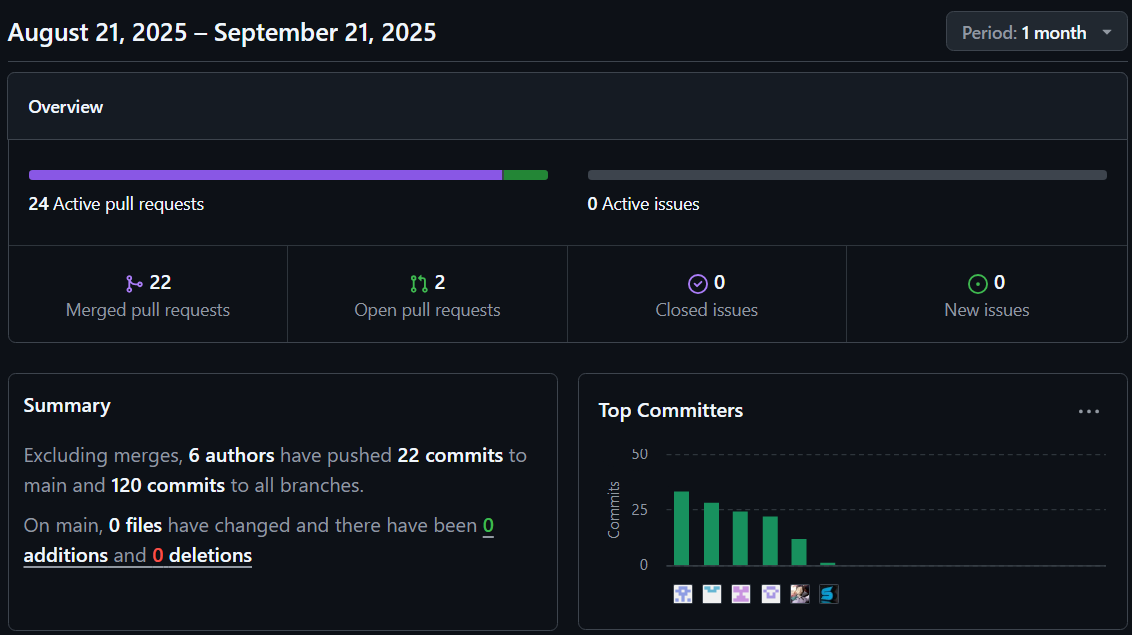 August 21, 2025 – September 21, 2025
Period: 1 month
Overview
24 Active pull requests
0 Active issues
22
Merged pull requests
2
Open pull requests
0
Closed issues
0
New issues
Summary
Excluding merges, 6 authors have pushed 22 commits to
main and 120 commits to all branches.
On main, 0 files have changed and there have been 0
additions and 0 deletions
Top Committers
Commits
50
25
0